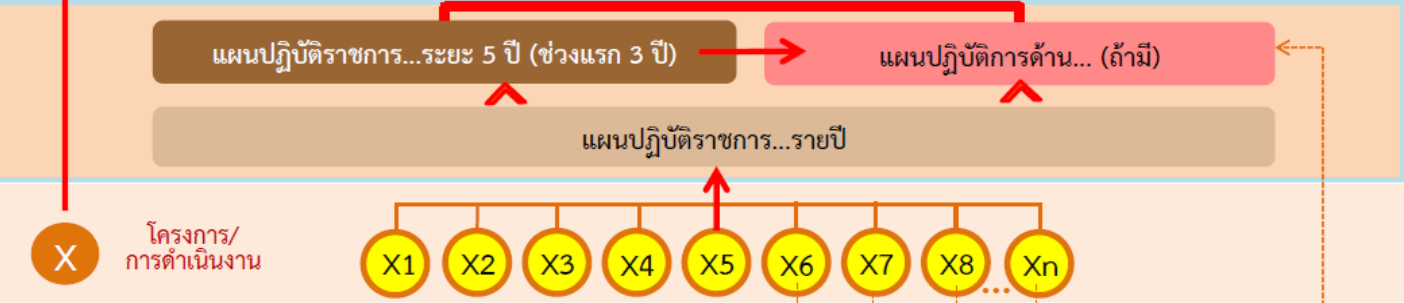 แผนปฏิบัติราชการ...ระยะ 5 ปี (ช่วงแรก 3 ปี)
แผนปฏิบัติการด้าน... (ถ้ามี)
แผนปฏิบัติราชการ...รายปี
X
โครงการ/
การดำเนินงาน
X1 X2 X3 X4 X5 X6 X7 X8 ... Xn